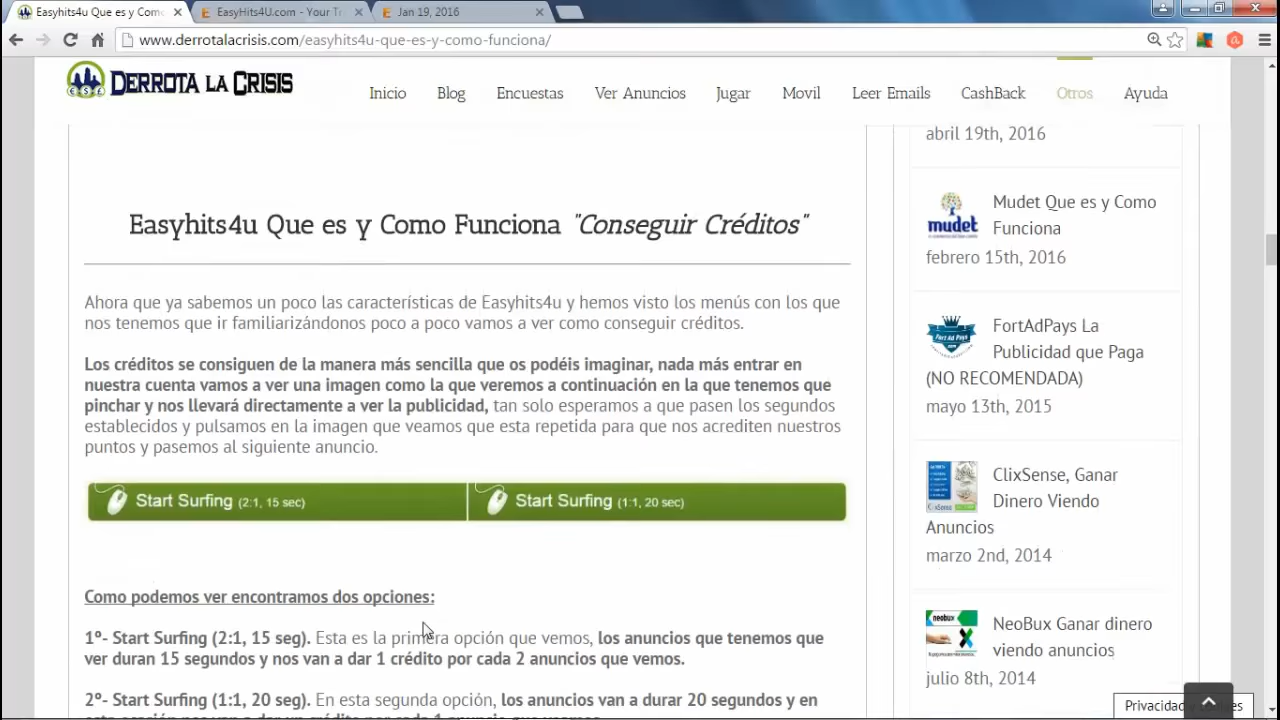 Easyhits4u Que es y Como
EasyHits4U.com - Your Tr
Jan 19, 2016
www.derrotalacrisis.com/easyhits4u-que-es-y-como-funciona/
DERROTA LA CRISIS
Inicio Blog Encuestas Ver Anuncios Jugar Movil Leer Emails CashBack Otros Ayuda
Easyhits4u Que es y Como Funciona "Conseguir Créditos"
Ahora que ya sabemos un poco las características de Easyhits4u y hemos visto los menús con los que
nos tenemos que ir familiarizándonos poco a poco vamos a ver como conseguir créditos.
Los créditos se consiguen de la manera más sencilla que os podéis imaginar, nada más entrar en
nuestra cuenta vamos a ver una imagen como la que veremos a continuación en la que tenemos que
pinchar y nos llevará directamente a ver la publicidad, tan solo esperamos a que pasen los segundos
establecidos y pulsamos en la imagen que veamos que esta repetida para que nos acrediten nuestros
puntos y pasemos al siguiente anuncio.
Start Surfing (2:1, 15 sec)
Start Surfing (1:1, 20 sec)
Como podemos ver encontramos dos opciones:
1º- Start Surfing (2:1, 15 seg). Esta es la primera opción que vemos, los anuncios que tenemos que
ver duran 15 segundos y nos van a dar 1 crédito por cada 2 anuncios que vemos.
2º- Start Surfing (1:1, 20 seg). En esta segunda opción, los anuncios van a durar 20 segundos y en
abril 19th, 2016
mudet
Mudet Que es y Como
Funciona
febrero 15th, 2016
Fort Ad Pays
FortAdPays La
Publicidad que Paga
(NO RECOMENDADA)
mayo 13th, 2015
ClixSense, Ganar
Dinero Viendo
Anuncios
marzo 2nd, 2014
neobux
NeoBux Ganar dinero
viendo anuncios
julio 8th, 2014